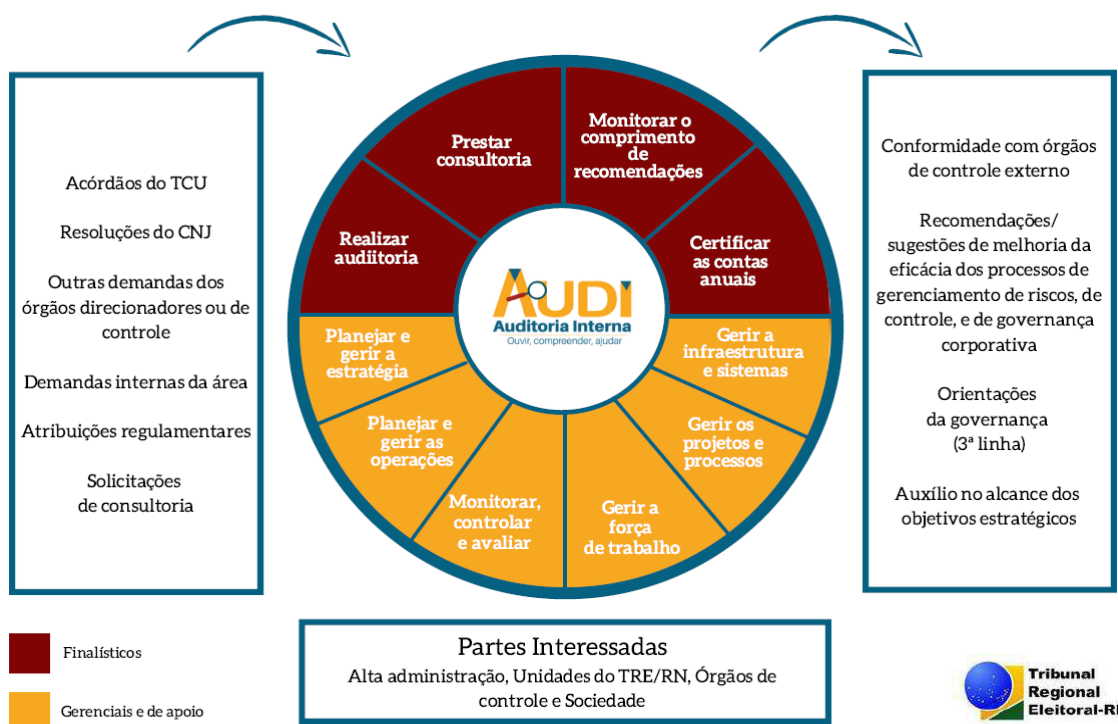 Acórdãos do TCU
Resoluções do CNJ
Outras demandas dos
órgãos direcionadores ou de
controle
Demandas internas da área
Atribuições regulamentares
Solicitações
de consultoria
Prestar
consultoria
Monitorar o
comprimento
de
recomendações
Realizar
audiitoria
Certificar
as contas
anuais
AUDI
Auditoria Interna
Ouvir, compreender, ajudar
Planejar e
gerir a
estratégia
Gerir a
infraestrutura
e sistemas
Planejar e
gerir as
operações
Gerir os
projetos e
processos
Monitorar,
controlar
e avaliar
Gerir a
força
de trabalho
Conformidade com órgãos
de controle externo
Recomendações/
sugestões de melhoria da
eficácia dos processos de
gerenciamento de riscos, de
controle, e de governança
corporativa
Orientações
da governança
(3ª linha)
Auxílio no alcance dos
objetivos estratégicos
Finalísticos
Gerenciais e de apoio
Partes Interessadas
Alta administração, Unidades do TRE/RN, Órgãos de
controle e Sociedade
Tribunal
Regional
Eleitoral-R